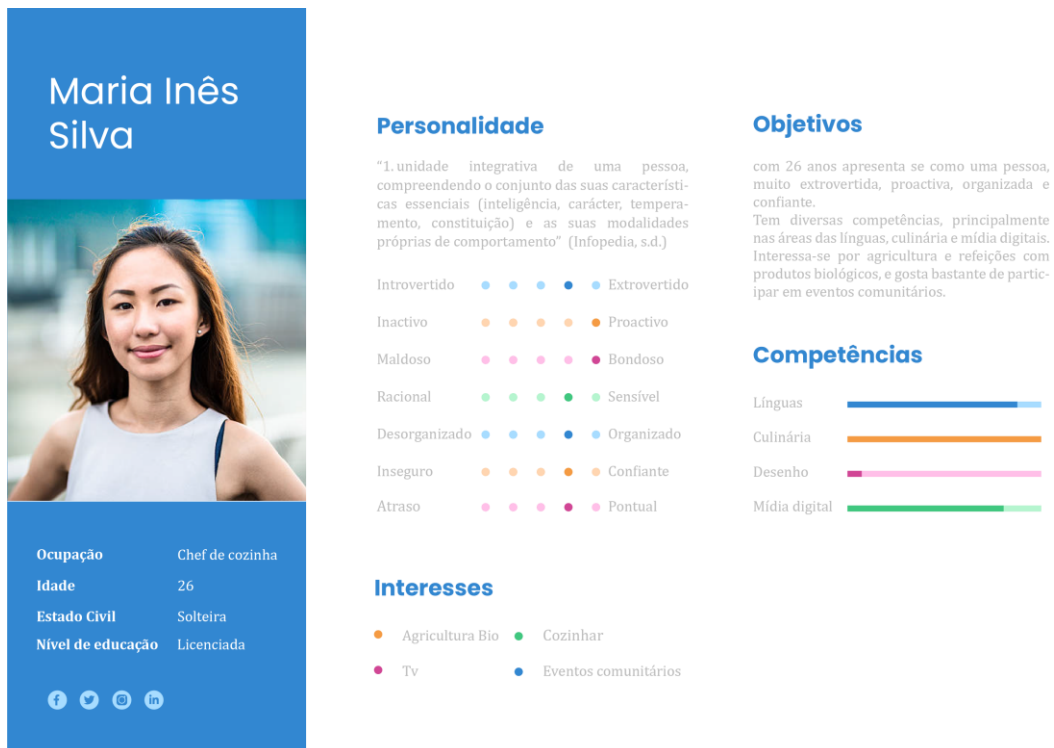 Maria Inês
Silva
Ocupação Chef de cozinha
Idade 26
Estado Civil Solteira
Nível de educação Licenciada
Personalidade
"1. unidade integrativa de uma pessoa,
compreendendo o conjunto das suas característi-
cas essenciais (inteligência, carácter, tempera-
mento, constituição) e as suas modalidades
próprias de comportamento" (Infopedia, s.d.)
Introvertido Extrovertido
Inactivo Proactivo
Maldoso Bondoso
Racional Sensível
Desorganizado Organizado
Inseguro Confiante
Atraso Pontual
Interesses
Agricultura Bio Cozinhar
Tv Eventos comunitários
Objetivos
com 26 anos apresenta se como uma pessoa,
muito extrovertida, proactiva, organizada e
confiante.
Tem diversas competências, principalmente
nas áreas das línguas, culinária e mídia digitais.
Interessa-se por agricultura e refeições com
produtos biológicos, e gosta bastante de partic-
ipar em eventos comunitários.
Competências
Línguas
Culinária
Desenho
Mídia digital